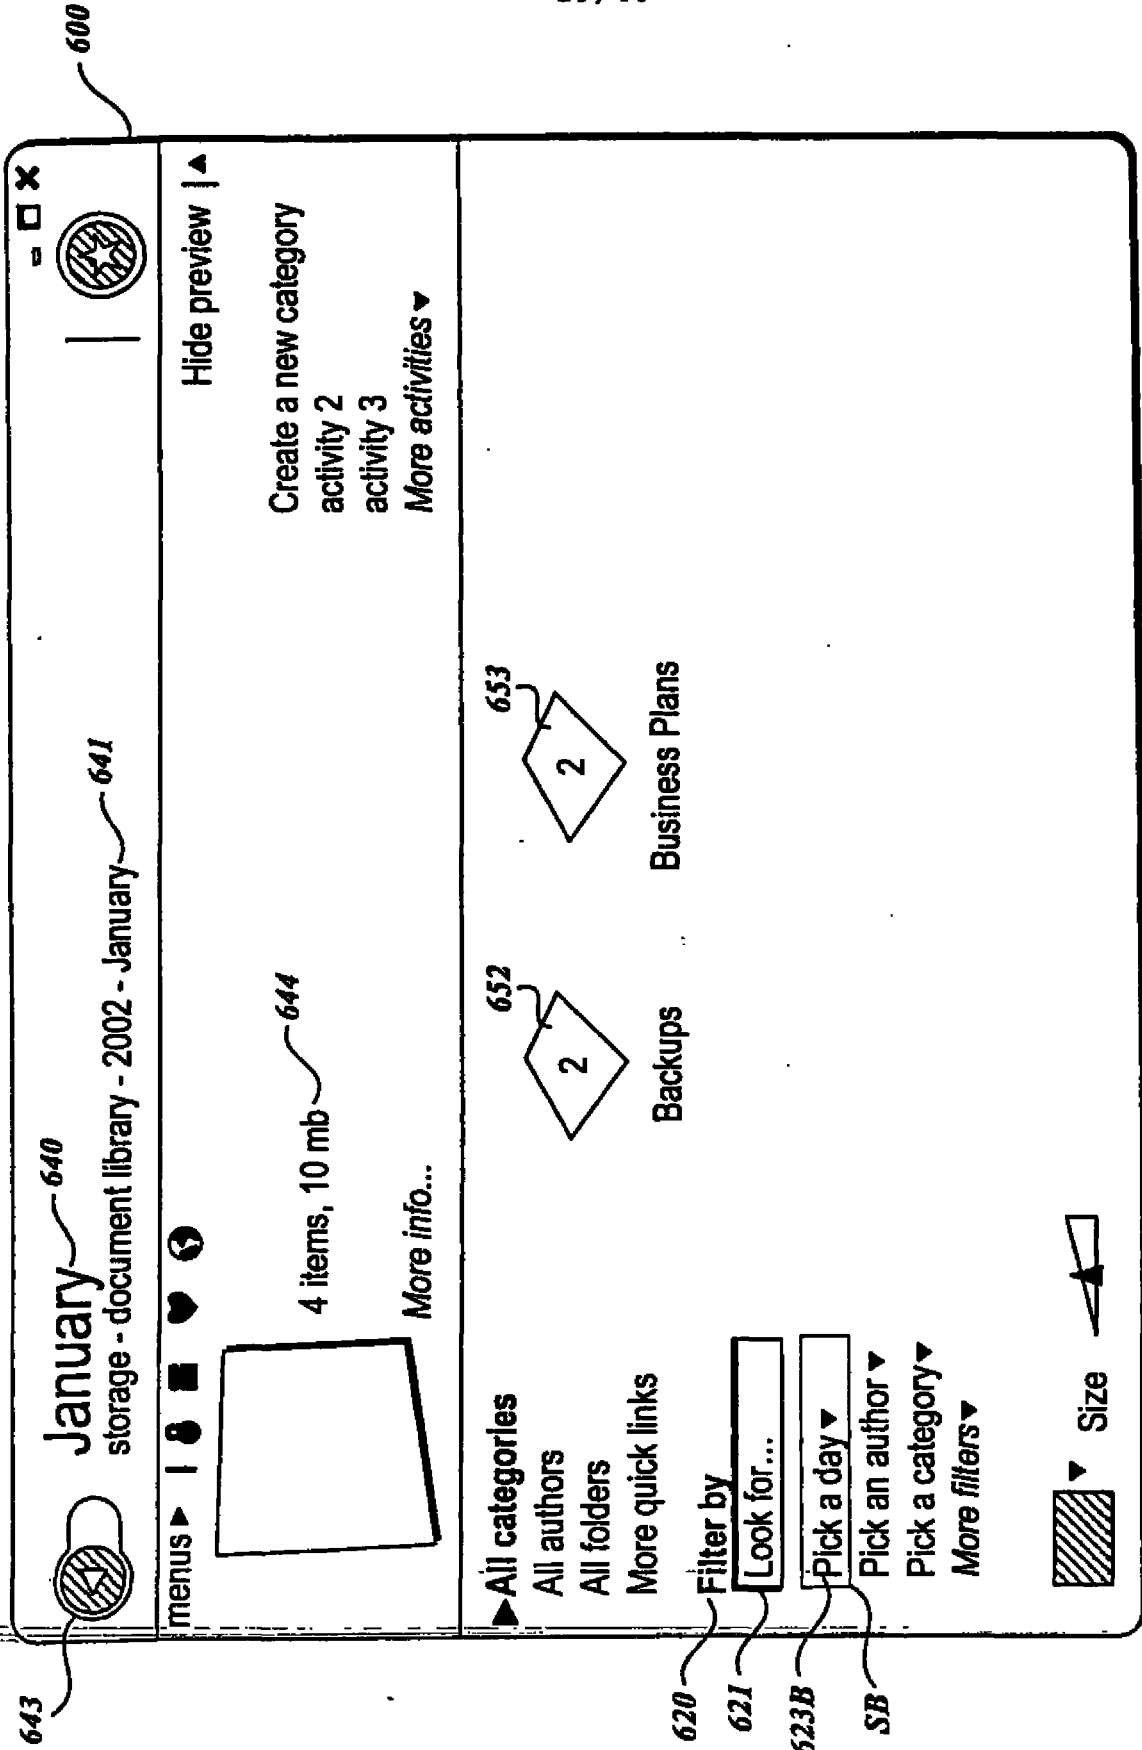 600
643
January
640
storage - document library - 2002 - January
641
menus
Hide preview
4 items, 10 mb
644
More info...
Create a new category
activity 2
activity 3
More activities
All categories
All authors
All folders
More quick links
652
2
Backups
653
2
Business Plans
620
Filter by
621
Look for...
623B
Pick a day
SB
Pick an author
Pick a category
More filters
Size